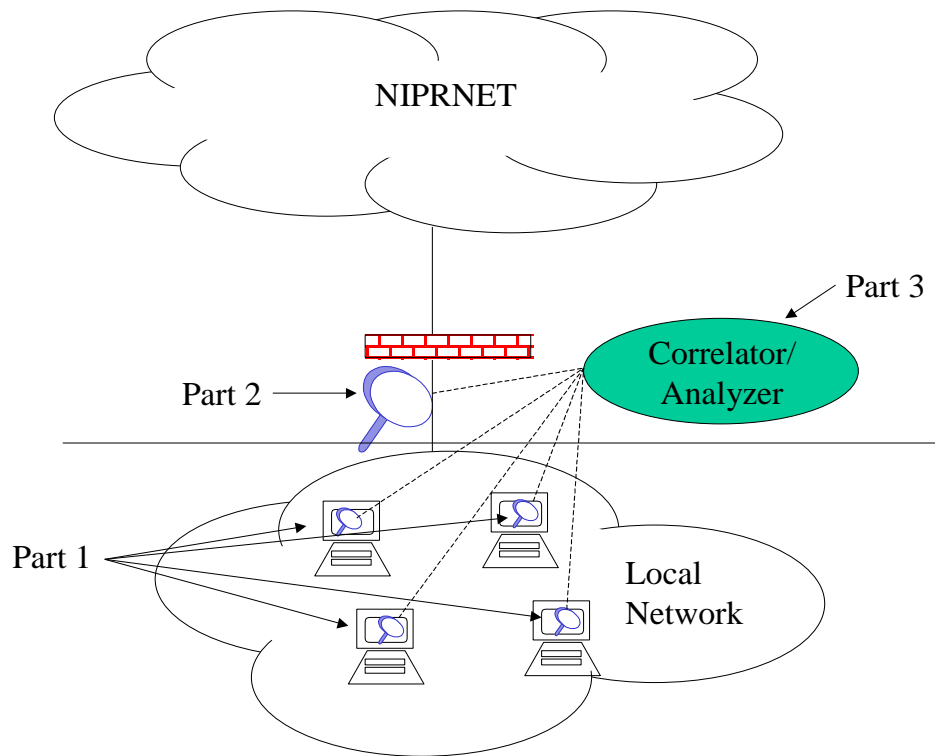 NIPRNET
Part 3
Correlator/
Analyzer
Part 2
Part 1
Local
Network